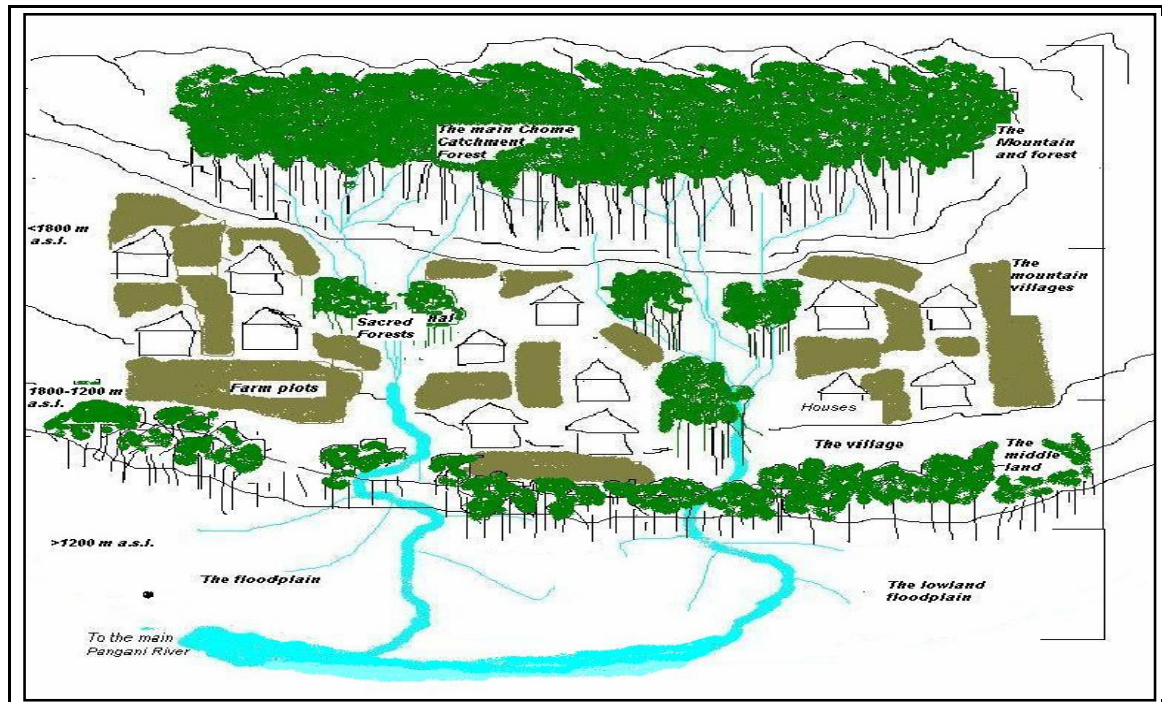 The main Chome
Catchment
Forest
The
Mountain
and forest
<1800 m
a.s.l.
The
mountain
villages
Sacred
Forests
Hal
1800-1200 m
a.s.l.
Farm plots
Houses
The village
The
middle
land
>1200 m a.s.l.
The floodplain
The lowland
floodplain
To the main
Pangani River